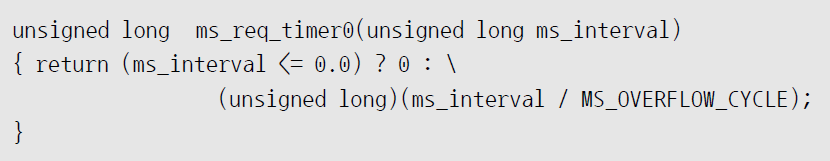 unsigned long  ms_req_timer0(unsigned long ms_interval)
{ return (ms_interval <= 0.0) ? 0 : \
(unsigned long)(ms_interval / MS_OVERFLOW_CYCLE);
}